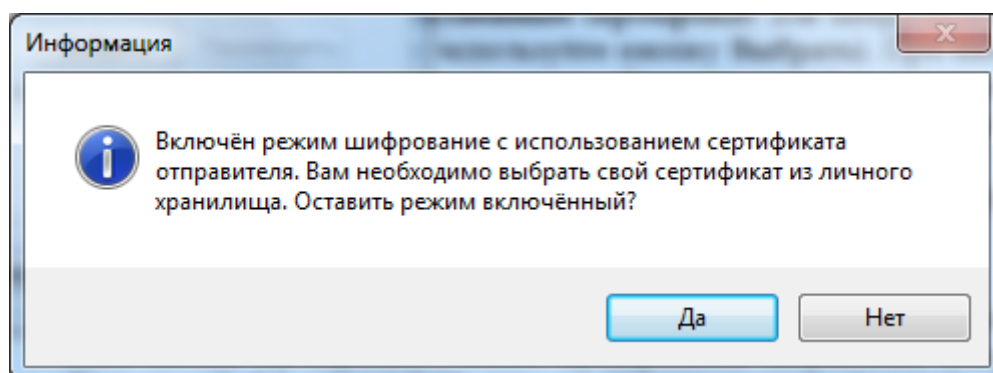 Информация
Включён режим шифрование с использованием сертификата
отправителя. Вам необходимо выбрать свой сертификат из личного
хранилища. Оставить режим включённый?
Да
Нет